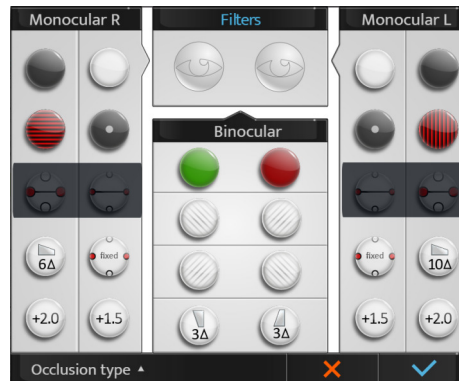 Monocular R
Filters
Monocular L
Binocular
6Δ
fixed
fixed
10Δ
+2.0
+1.5
3Δ
3Δ
+1.5
+2.0
Occlusion type